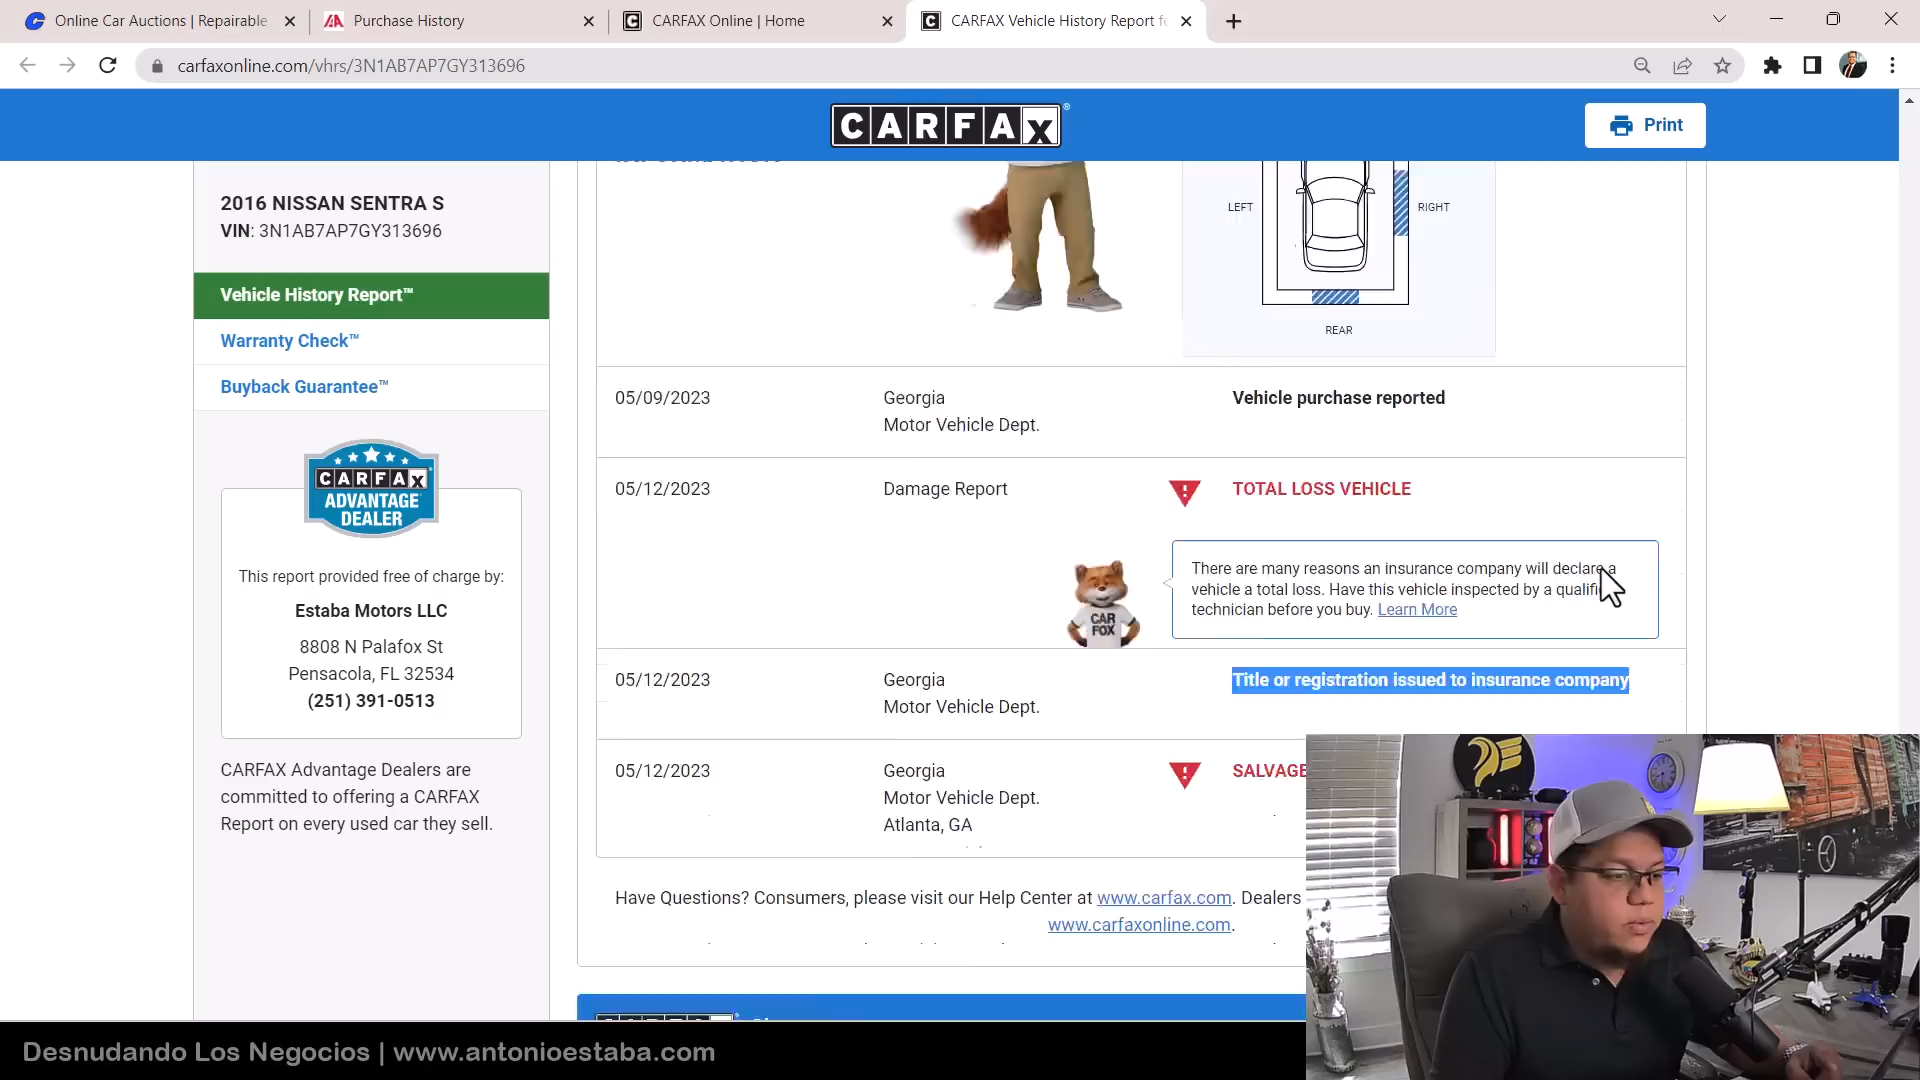 Online Car Auctions | Repairable
Purchase History
CARFAX Online | Home
CARFAX Vehicle History Report fo
carfaxonline.com/vhrs/3N1AB7AP7GY313696
CARFAX
Print
2016 NISSAN SENTRA S
VIN: 3N1AB7AP7GY313696
Vehicle History Report™
Warranty Check™
Buyback Guarantee™
CARFAX
ADVANTAGE
DEALER
This report provided free of charge by:
Estaba Motors LLC
8808 N Palafox St
Pensacola, FL 32534
(251) 391-0513
CARFAX Advantage Dealers are
committed to offering a CARFAX
Report on every used car they sell.
LEFT
RIGHT
REAR
05/09/2023
Georgia
Motor Vehicle Dept.
Vehicle purchase reported
05/12/2023
Damage Report
TOTAL LOSS VEHICLE
CAR
FOX
There are many reasons an insurance company will declare a
vehicle a total loss. Have this vehicle inspected by a
technician before you buy. Learn More
05/12/2023
Georgia
Motor Vehicle Dept.
Title or registration issued to insurance company
05/12/2023
Georgia
Motor Vehicle Dept.
Atlanta, GA
SALVAGE
Have Questions? Consumers, please visit our Help Center at www.carfax.com. Dealers
www.carfaxonline.com.
Desnudando Los Negocios | www.antonioestaba.com